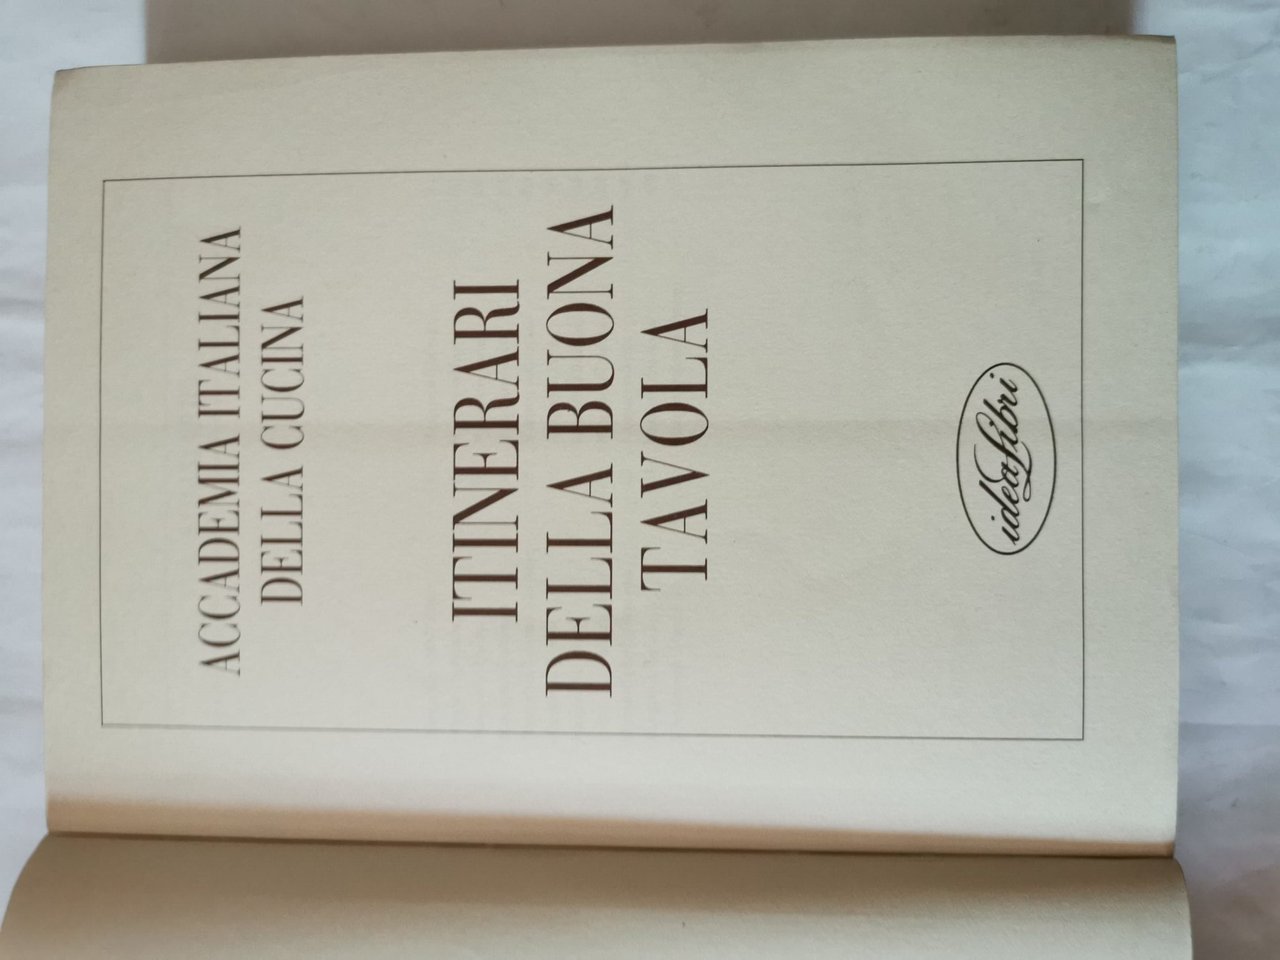 ACCADEMIA ITALIANA
DELLA CUCINA
ITINERARI
DELLA BUONA
TAVOLA
ideaLibri